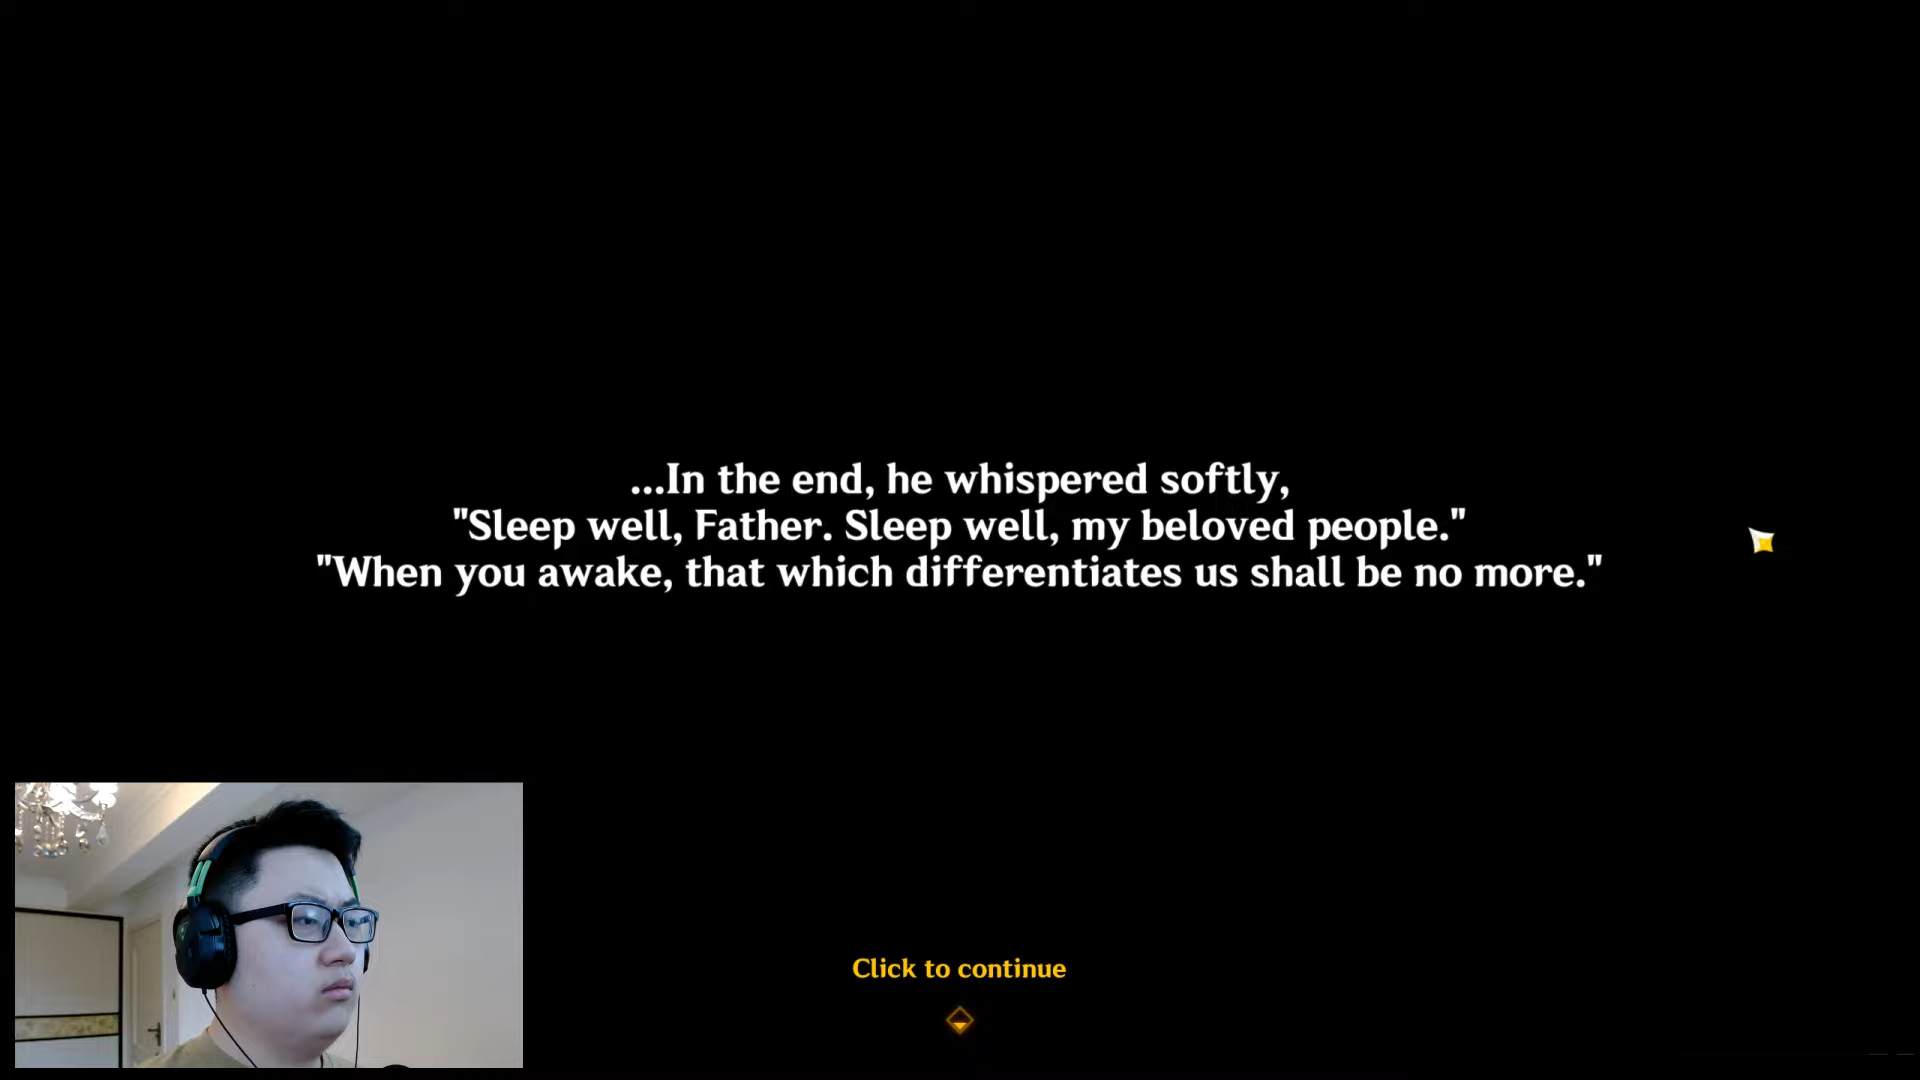 ...In the end, he whispered softly,
"Sleep well, Father. Sleep well, my beloved people."
"When you awake, that which differentiates us shall be no more."
Click to continue